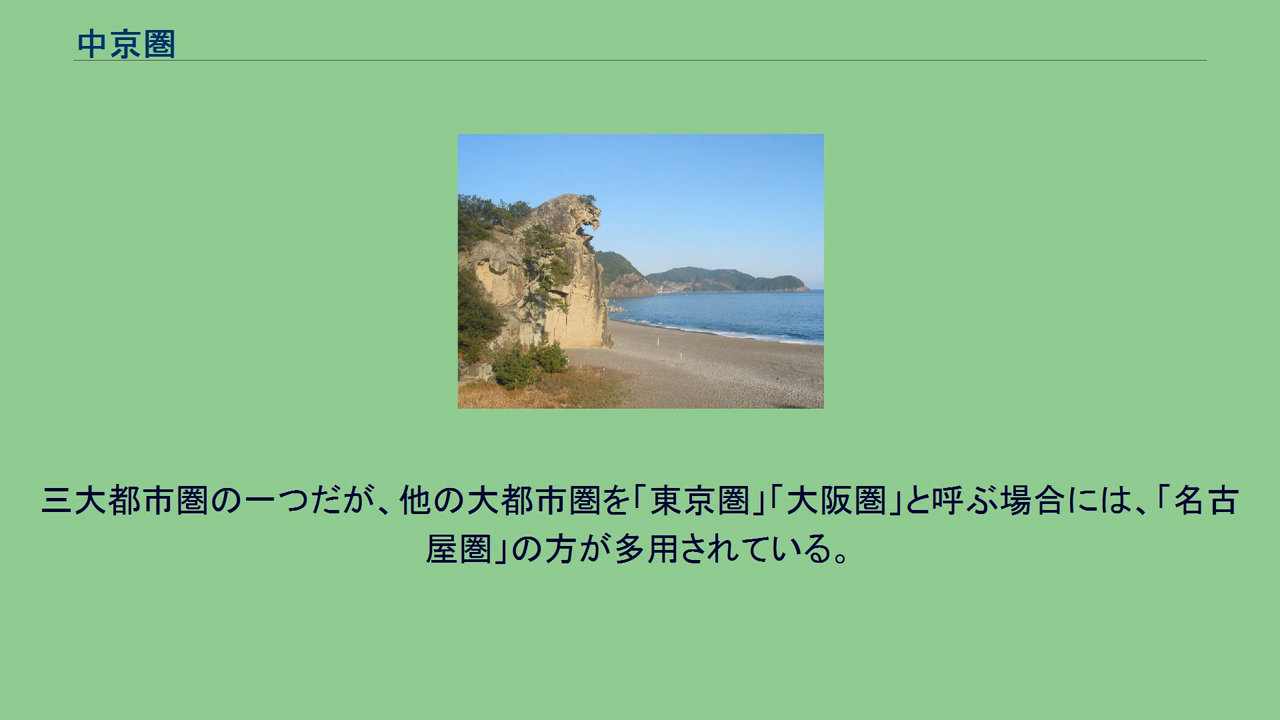 中京圏
三大都市圏の一つだが、他の大都市圏を「東京圏」「大阪圏」と呼ぶ場合には、「名古
屋圏」の方が多用されている。